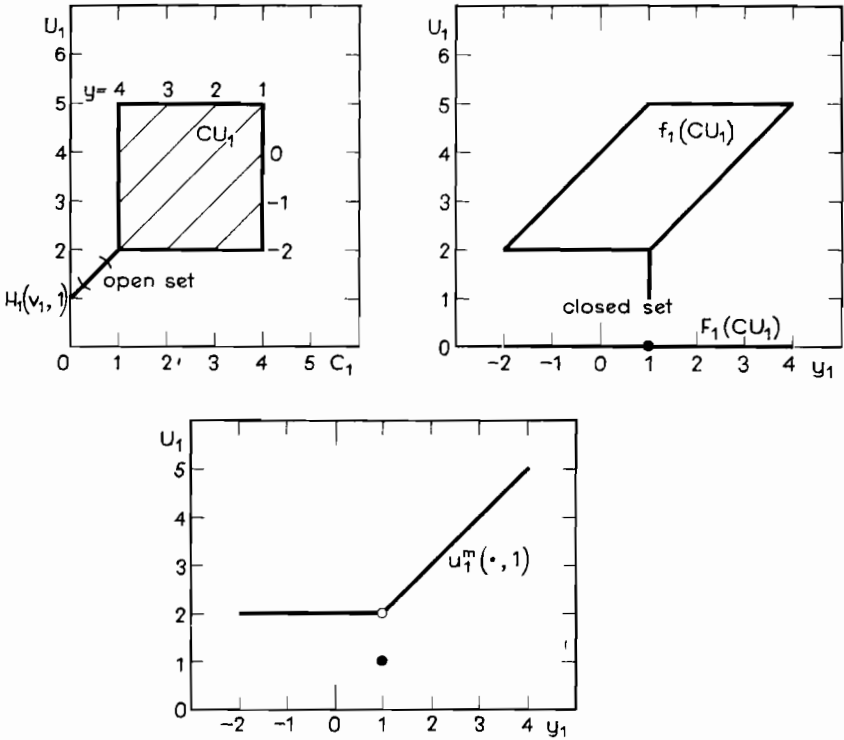 U₁
6
5
4
3
2
1
0
y= 4 3 2 1
0
-1
-2
CU₁
open set
H₁(v₁, 1)
0 1 2 3 4 5 C₁
U₁
6
5
4
3
2
1
0
f₁(CU₁)
closed set
F₁(CU₁)
-2 -1 0 1 2 3 4 y₁
U₁
5
4
3
2
1
0
u₁ᵐ(•, 1)
-2 -1 0 1 2 3 4 y₁